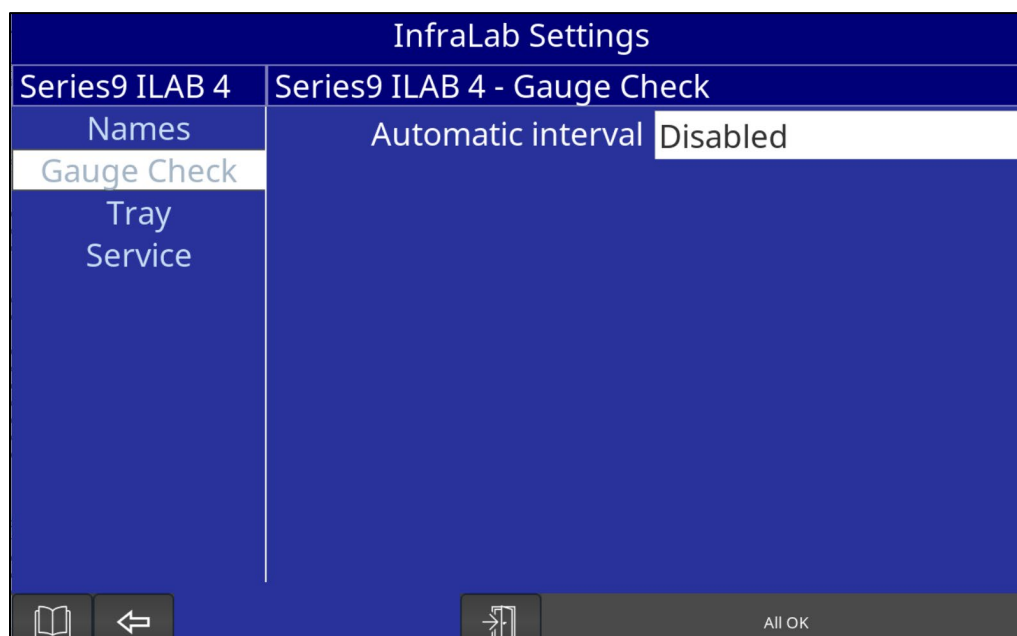 InfraLab Settings
Series9 ILAB 4
Series9 ILAB 4 - Gauge Check
Names
Gauge Check
Tray
Service
Automatic interval Disabled
All OK